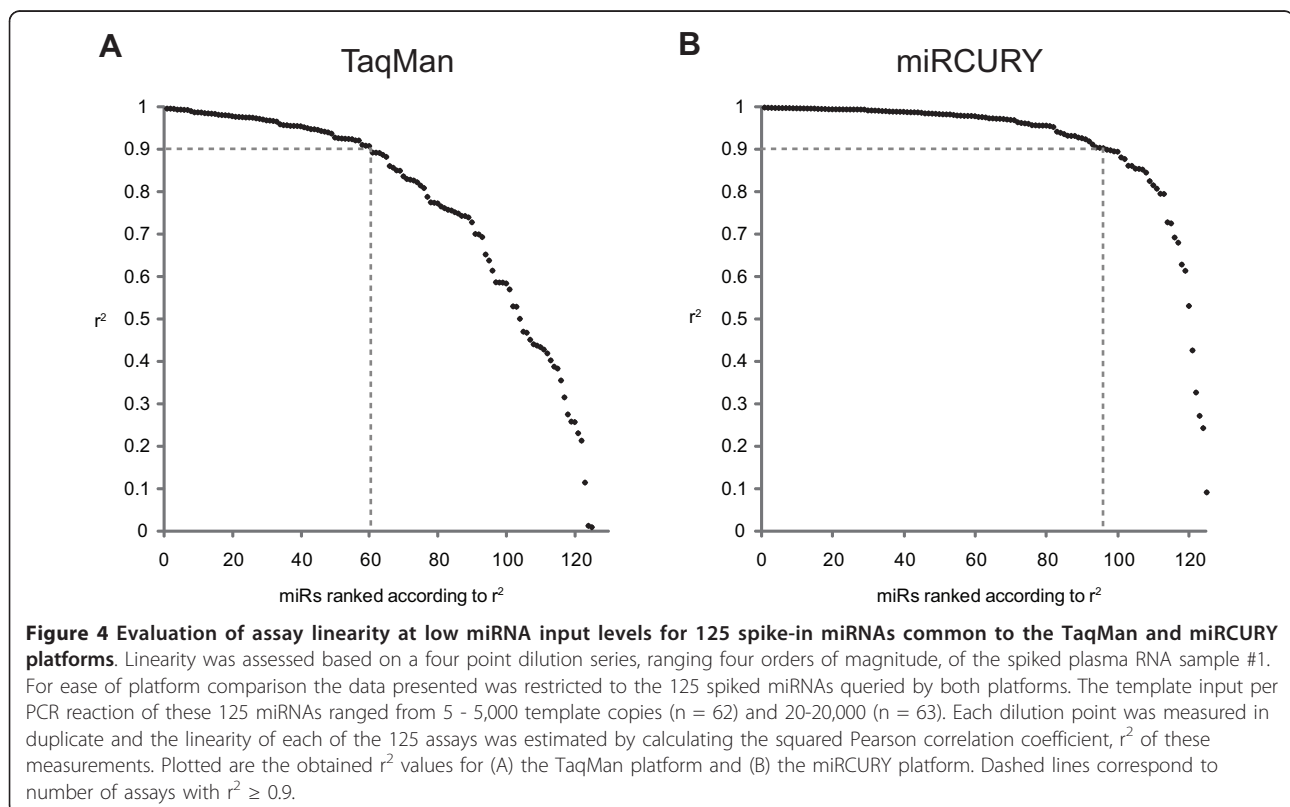 A
TaqMan
1
0.9
0.8
0.7
0.6
r² 0.5
0.4
0.3
0.2
0.1
0
0 20 40 60 80 100 120
miRs ranked according to r²
B
miRCURY
1
0.9
0.8
0.7
0.6
r² 0.5
0.4
0.3
0.2
0.1
0
0 20 40 60 80 100 120
miRs ranked according to r²
Figure 4 Evaluation of assay linearity at low miRNA input levels for 125 spike-in miRNAs common to the TaqMan and miRCURY
platforms. Linearity was assessed based on a four point dilution series, ranging four orders of magnitude, of the spiked plasma RNA sample #1.
For ease of platform comparison the data presented was restricted to the 125 spiked miRNAs queried by both platforms. The template input per
PCR reaction of these 125 miRNAs ranged from 5 - 5,000 template copies (n = 62) and 20-20,000 (n = 63). Each dilution point was measured in
duplicate and the linearity of each of the 125 assays was estimated by calculating the squared Pearson correlation coefficient, r² of these
measurements. Plotted are the obtained r² values for (A) the TaqMan platform and (B) the miRCURY platform. Dashed lines correspond to
number of assays with r² ≥ 0.9.